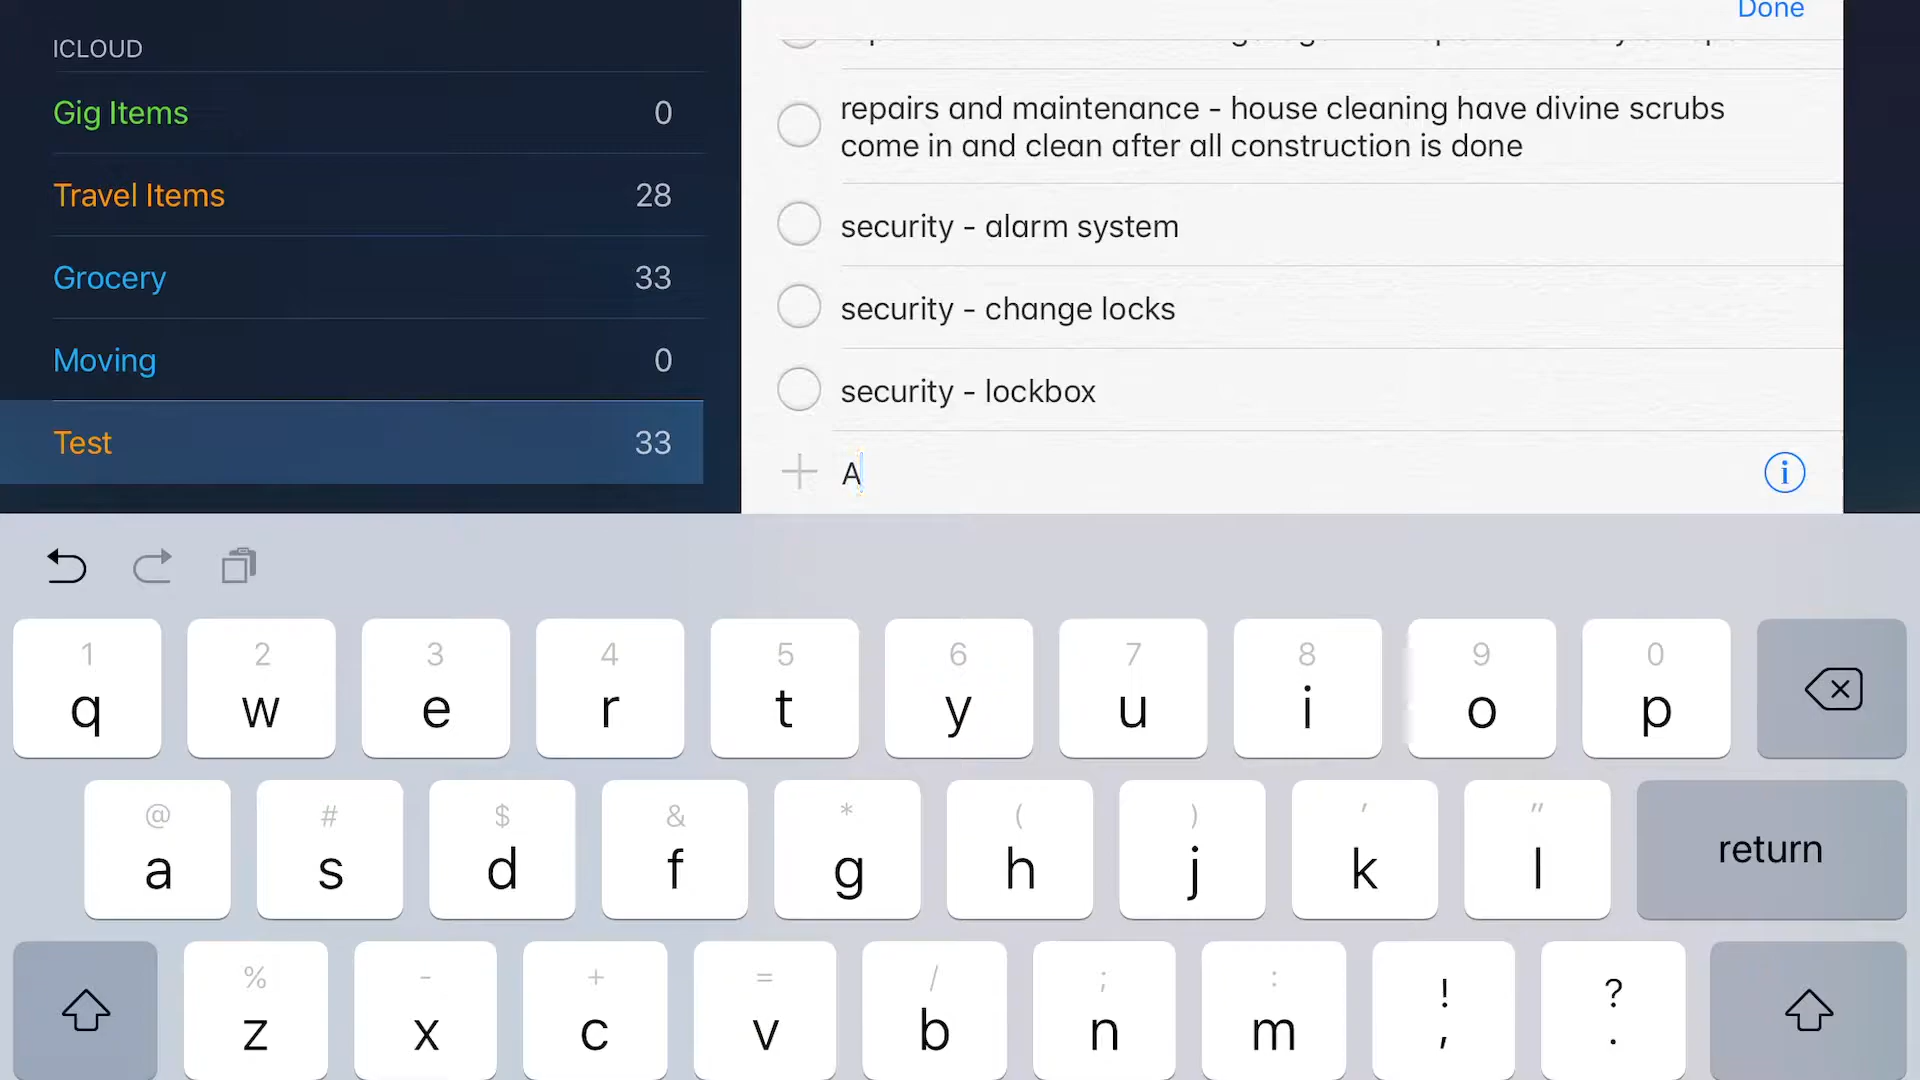 ICLOUD
Gig Items 0
Travel Items 28
Grocery 33
Moving 0
Test 33
Done
repairs and maintenance - house cleaning have divine scrubs
come in and clean after all construction is done
security - alarm system
security - change locks
security - lockbox
A
1 2 3 4 5 6 7 8 9 0
q w e r t y u i o p
@ # $ & * ( ) ' "
a s d f g h j k l return
% - + = / ; : ! ?
z x c v b n m , .